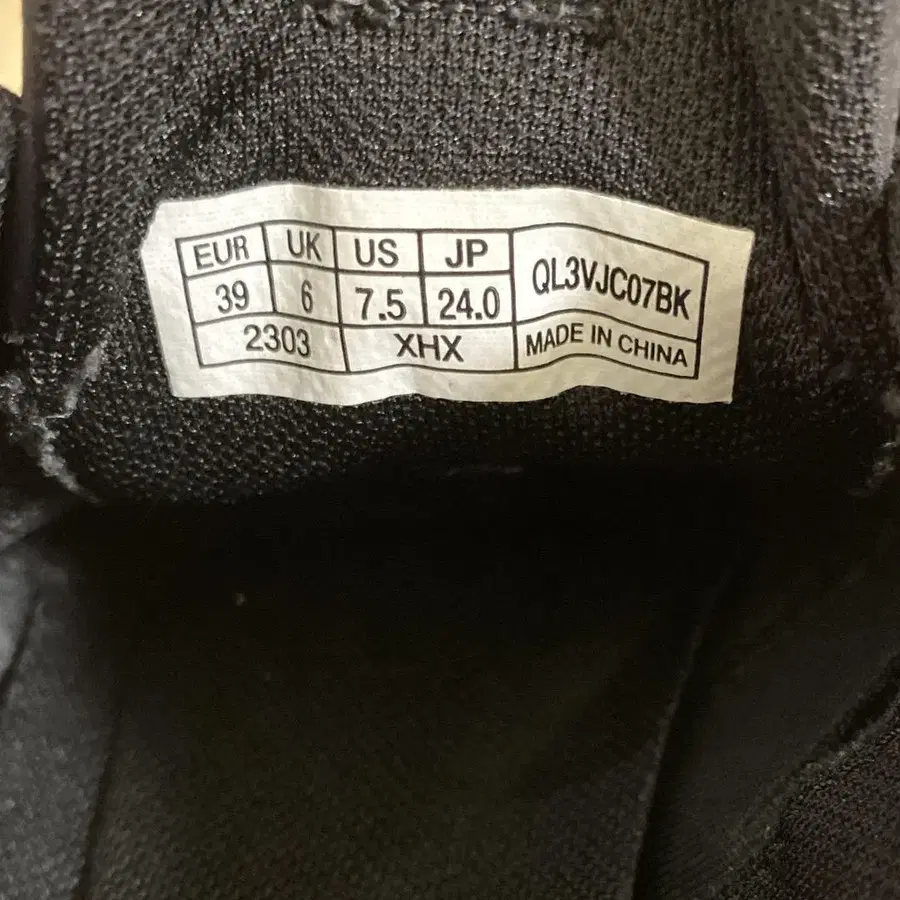 EUR UK US JP QL3VJC07BK
39 6 7.5 24.0
2303 XHX MADE IN CHINA